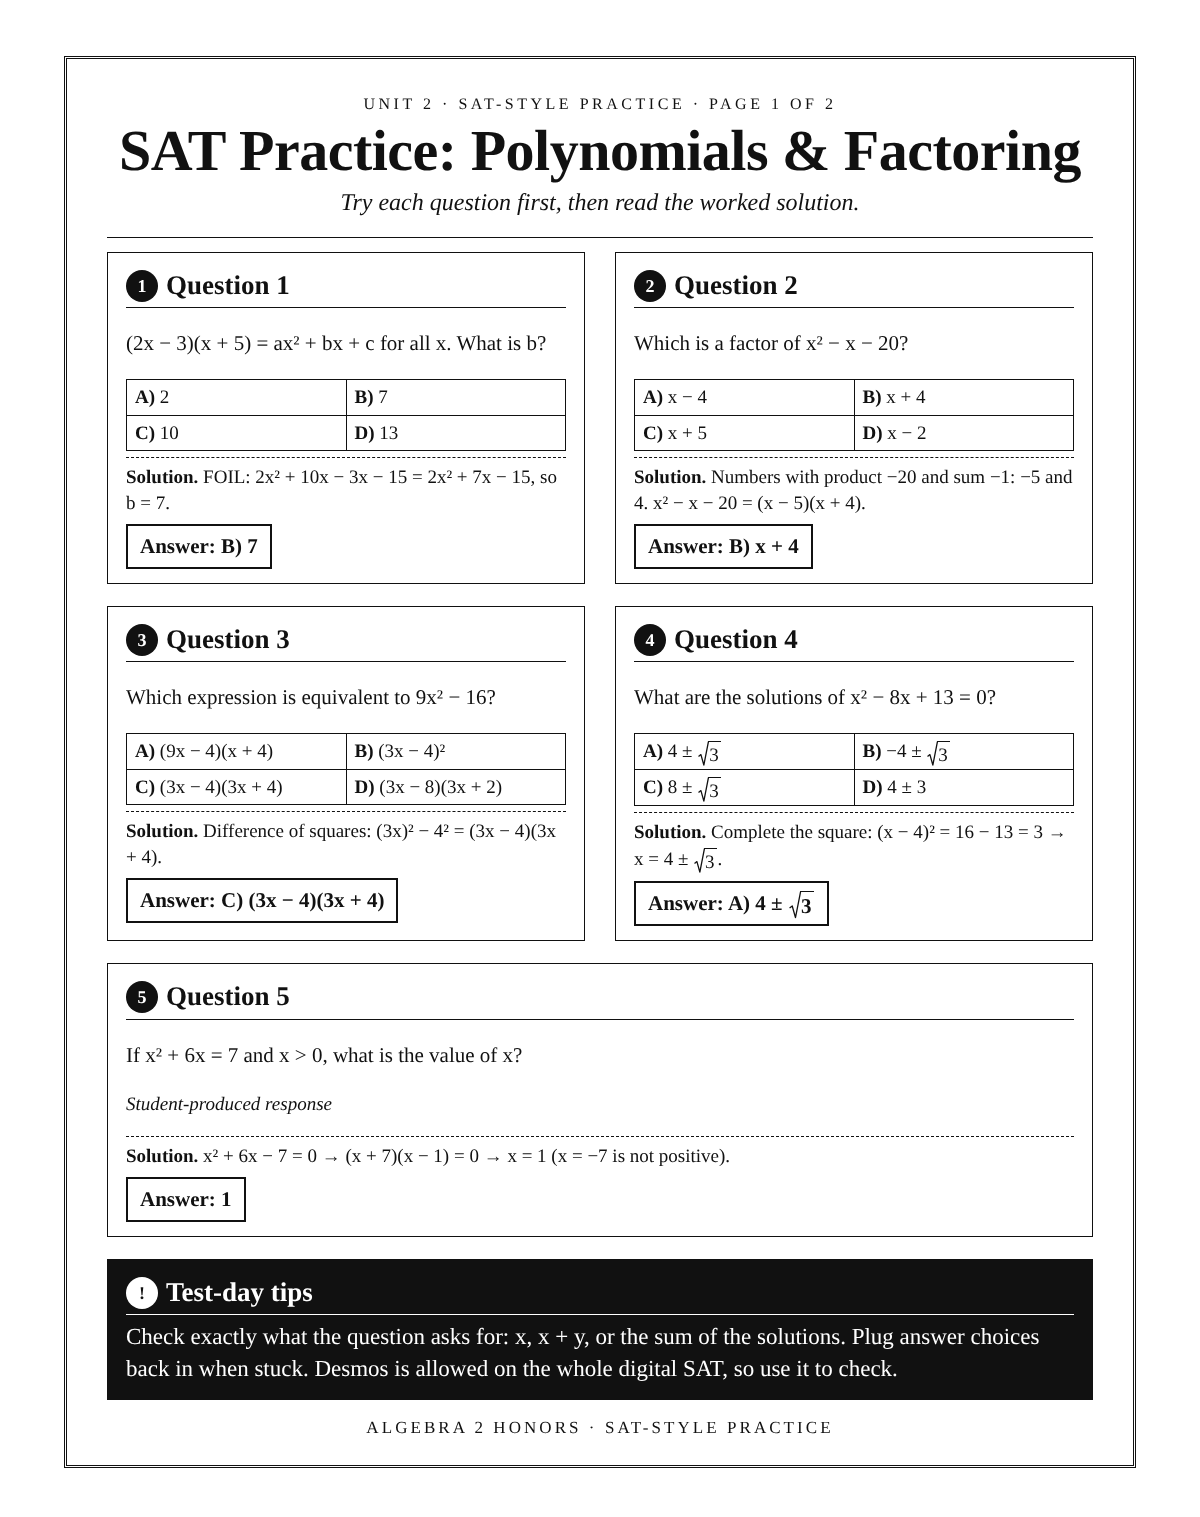 UNIT 2 · SAT-STYLE PRACTICE · PAGE 1 OF 2
SAT Practice: Polynomials & Factoring
Try each question first, then read the worked solution.
1 Question 1
(2x − 3)(x + 5) = ax² + bx + c for all x. What is b?
A) 2
B) 7
C) 10
D) 13
Solution. FOIL: 2x² + 10x − 3x − 15 = 2x² + 7x − 15, so
b = 7.
Answer: B) 7
2 Question 2
Which is a factor of x² − x − 20?
A) x − 4
B) x + 4
C) x + 5
D) x − 2
Solution. Numbers with product −20 and sum −1: −5 and
4. x² − x − 20 = (x − 5)(x + 4).
Answer: B) x + 4
3 Question 3
Which expression is equivalent to 9x² − 16?
A) (9x − 4)(x + 4)
B) (3x − 4)²
C) (3x − 4)(3x + 4)
D) (3x − 8)(3x + 2)
Solution. Difference of squares: (3x)² − 4² = (3x − 4)(3x
+ 4).
Answer: C) (3x − 4)(3x + 4)
4 Question 4
What are the solutions of x² − 8x + 13 = 0?
A) 4 ± √3
B) −4 ± √3
C) 8 ± √3
D) 4 ± 3
Solution. Complete the square: (x − 4)² = 16 − 13 = 3 →
x = 4 ± √3.
Answer: A) 4 ± √3
5 Question 5
If x² + 6x = 7 and x > 0, what is the value of x?
Student-produced response
Solution. x² + 6x − 7 = 0 → (x + 7)(x − 1) = 0 → x = 1 (x = −7 is not positive).
Answer: 1
! Test-day tips
Check exactly what the question asks for: x, x + y, or the sum of the solutions. Plug answer choices
back in when stuck. Desmos is allowed on the whole digital SAT, so use it to check.
ALGEBRA 2 HONORS · SAT-STYLE PRACTICE